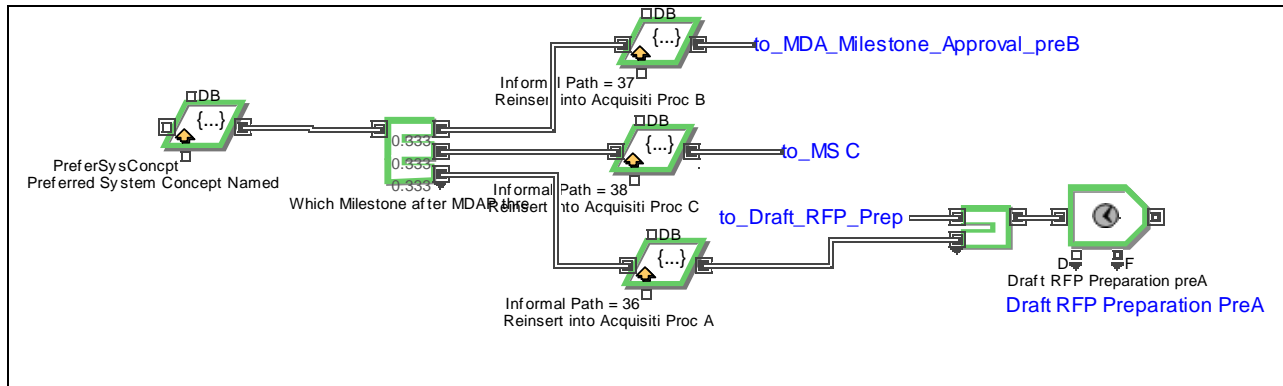 DB
{...}
to_MDA_Milestone_Approval_preB
Informal Path = 37
Reinsert into Acquisiti Proc B
DB
{...}
PreferSysConcpt
Preferred System Concept Named
0.333
0.333
0.333
Which Milestone after MDAP thre
DB
{...}
to_MS C
Informal Path = 38
Reinsert into Acquisiti Proc C
to_Draft_RFP_Prep
DB
{...}
Informal Path = 36
Reinsert into Acquisiti Proc A
D
F
Draft RFP Preparation preA
Draft RFP Preparation PreA